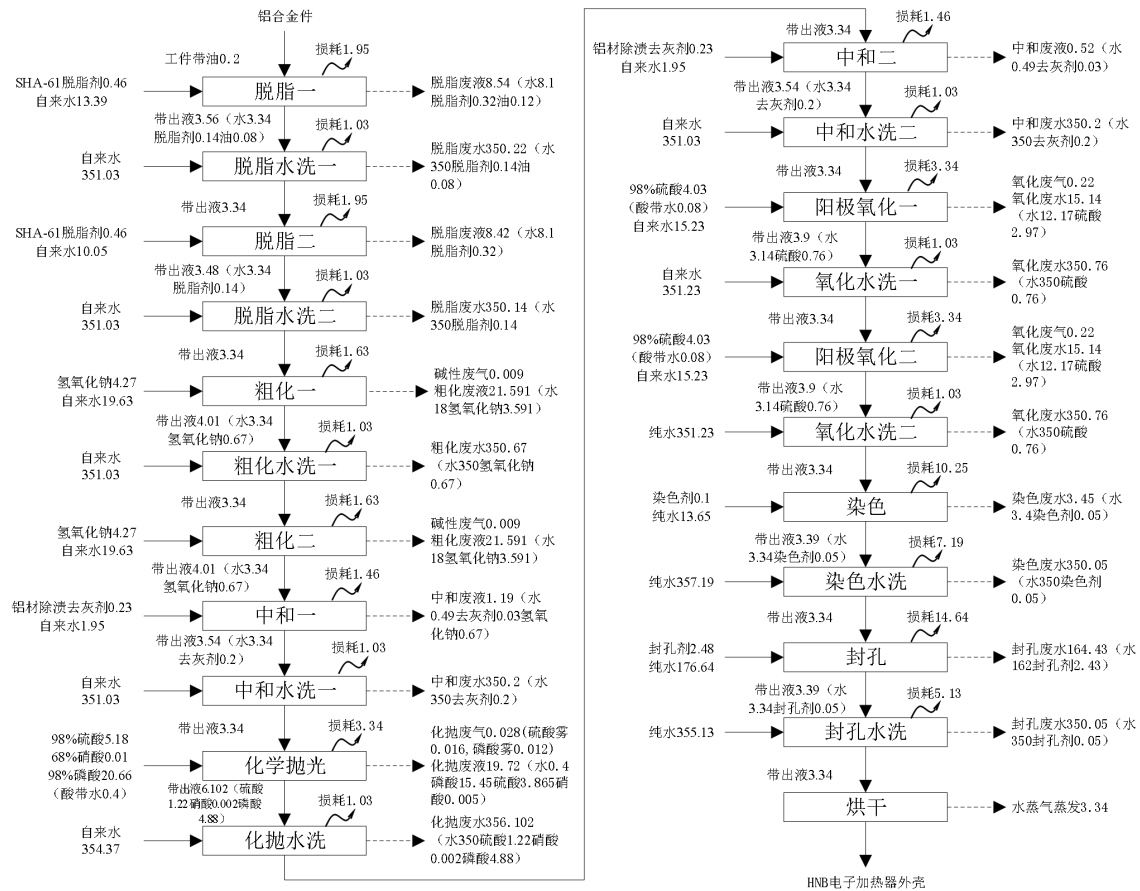 铝合金件
工件带油0.2
损耗1.95
SHA-61脱脂剂0.46
自来水13.39
脱脂一
脱脂废液8.54（水8.1
脱脂剂0.32油0.12）
带出液3.56（水3.34
脱脂剂0.14油0.08）
损耗1.03
自来水
351.03
脱脂水洗一
脱脂废水350.22（水
350脱脂剂0.14油
0.08）
带出液3.34
损耗1.95
SHA-61脱脂剂0.46
自来水10.05
脱脂二
脱脂废液8.42（水8.1
脱脂剂0.32）
带出液3.48（水3.34
脱脂剂0.14）
损耗1.03
自来水
351.03
脱脂水洗二
脱脂废水350.14（水
350脱脂剂0.14
带出液3.34
损耗1.63
氢氧化钠4.27
自来水19.63
粗化一
碱性废气0.009
粗化废液21.591（水
18氢氧化钠3.591）
带出液4.01（水3.34
氢氧化钠0.67）
损耗1.03
自来水
351.03
粗化水洗一
粗化废水350.67
（水350氢氧化钠
0.67）
带出液3.34
损耗1.63
氢氧化钠4.27
自来水19.63
粗化二
碱性废气0.009
粗化废液21.591（水
18氢氧化钠3.591）
带出液4.01（水3.34
氢氧化钠0.67）
损耗1.46
铝材除渍去灰剂0.23
自来水1.95
中和一
中和废液1.19（水
0.49去灰剂0.03氢氧
化钠0.67）
带出液3.54（水3.34
去灰剂0.2）
损耗1.03
自来水
351.03
中和水洗一
中和废水350.2（水
350去灰剂0.2）
带出液3.34
损耗3.34
98%硫酸5.18
68%硝酸0.01
98%磷酸20.66
（酸带水0.4）
化学抛光
化抛废气0.028(硫酸雾
0.016,磷酸雾0.012)
化抛废液19.72（水0.4
磷酸15.45硫酸3.865硝
酸0.005）
带出液6.102（硫酸
1.22硝酸0.002磷酸
4.88）
损耗1.03
自来水
354.37
化抛水洗
化抛废水356.102
（水350硫酸1.22硝酸
0.002磷酸4.88）
带出液3.34
损耗1.46
铝材除渍去灰剂0.23
自来水1.95
中和二
中和废液0.52（水
0.49去灰剂0.03）
带出液3.54（水3.34
去灰剂0.2）
损耗1.03
自来水
351.03
中和水洗二
中和废水350.2（水
350去灰剂0.2）
带出液3.34
损耗3.34
98%硫酸4.03
（酸带水0.08）
自来水15.23
阳极氧化一
氧化废气0.22
氧化废水15.14
（水12.17硫酸
2.97）
带出液3.9（水
3.14硫酸0.76）
损耗1.03
自来水
351.23
氧化水洗一
氧化废水350.76
（水350硫酸
0.76）
带出液3.34
损耗3.34
98%硫酸4.03
（酸带水0.08）
自来水15.23
阳极氧化二
氧化废气0.22
氧化废水15.14
（水12.17硫酸
2.97）
带出液3.9（水
3.14硫酸0.76）
损耗1.03
纯水351.23
氧化水洗二
氧化废水350.76
（水350硫酸
0.76）
带出液3.34
损耗10.25
染色剂0.1
纯水13.65
染色
染色废水3.45（水
3.4染色剂0.05）
带出液3.39（水
3.34染色剂0.05）
损耗7.19
纯水357.19
染色水洗
染色废水350.05
（水350染色剂
0.05）
带出液3.34
损耗14.64
封孔剂2.48
纯水176.64
封孔
封孔废水164.43（水
162封孔剂2.43）
带出液3.39（水
3.34封孔剂0.05）
损耗5.13
纯水355.13
封孔水洗
封孔废水350.05（水
350封孔剂0.05）
带出液3.34
烘干
水蒸气蒸发3.34
HNB电子加热器外壳